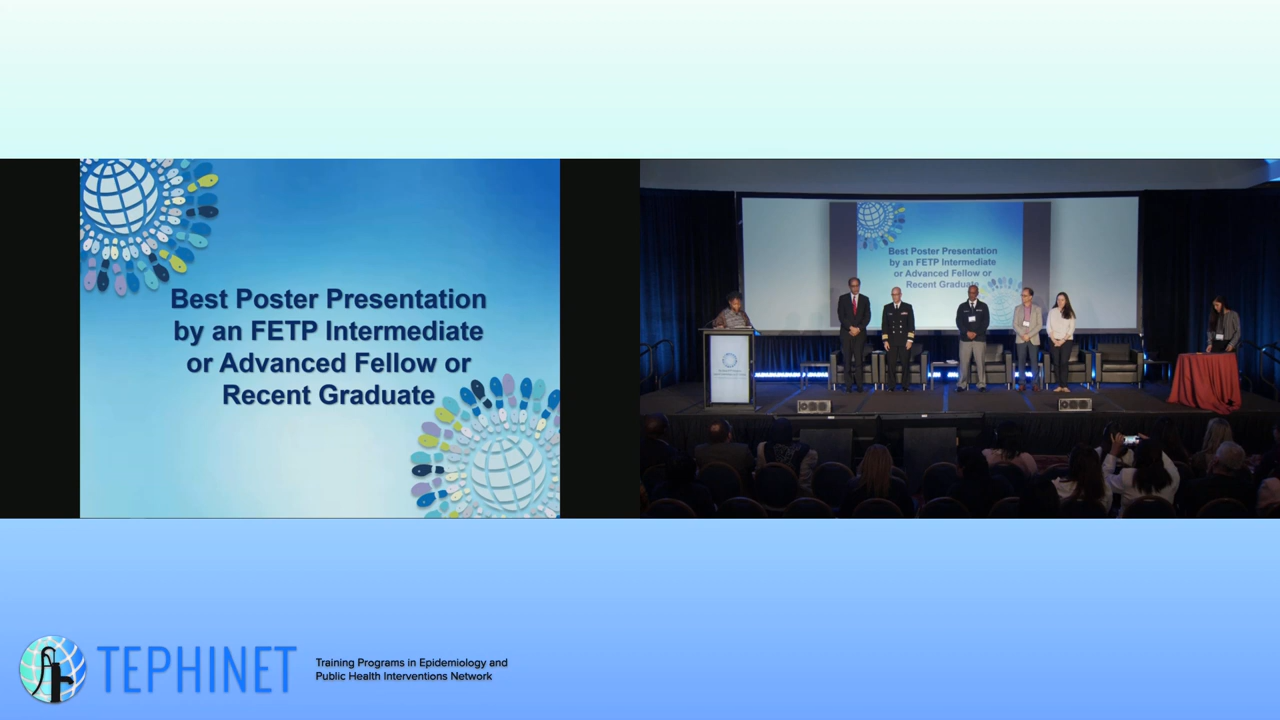 Best Poster Presentation
by an FETP Intermediate
or Advanced Fellow or
Recent Graduate
Best Poster Presentation
by an FETP Intermediate
or Advanced Fellow or
Recent Graduate
TEPHINET
Training Programs in Epidemiology and
Public Health Interventions Network